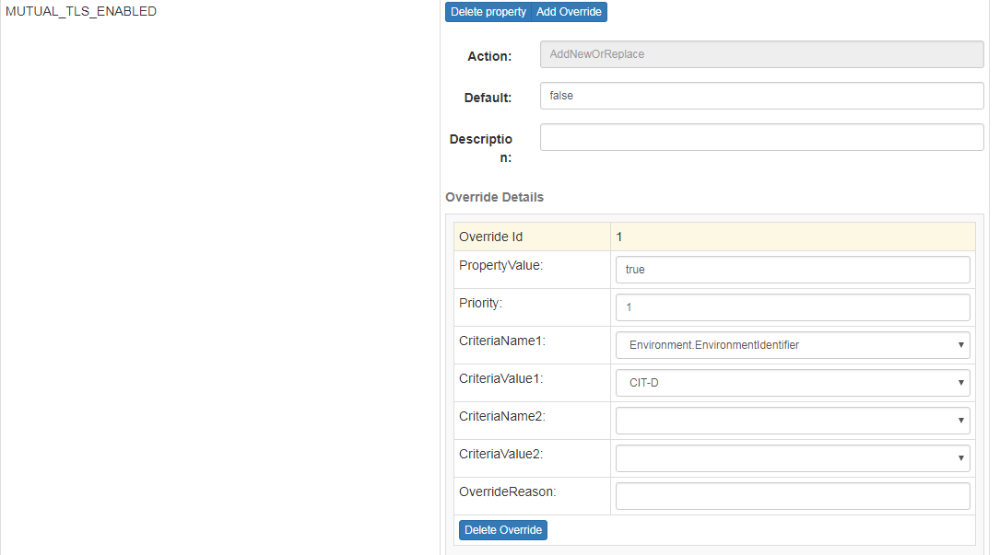 MUTUAL_TLS_ENABLED
Delete property Add Override
Action: AddNewOrReplace
Default: false
Descriptio
n:
Override Details
Override Id 1
PropertyValue: true
Priority: 1
CriteriaName1: Environment.EnvironmentIdentifier
CriteriaValue1: CIT-D
CriteriaName2:
CriteriaValue2:
OverrideReason:
Delete Override